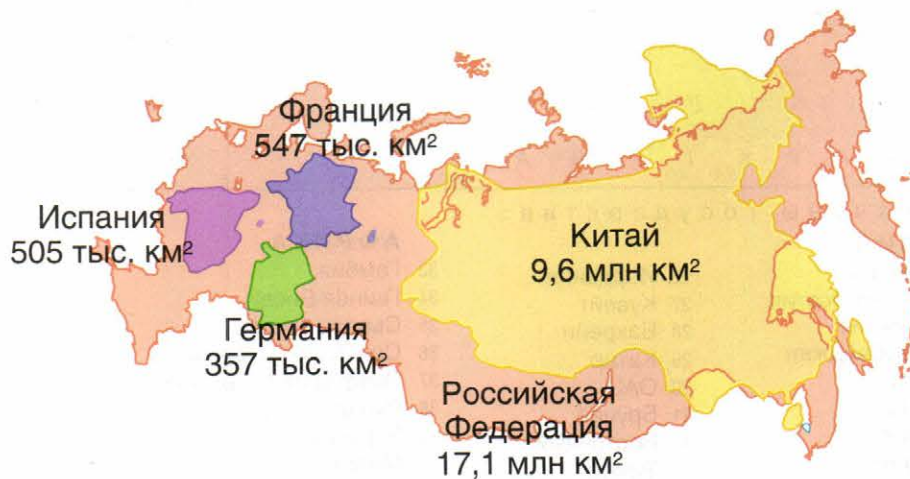 Франция
547 тыс. км²
Испания
505 тыс. км²
Китай
9,6 млн км²
Германия
357 тыс. км²
Российская
Федерация
17,1 млн км²